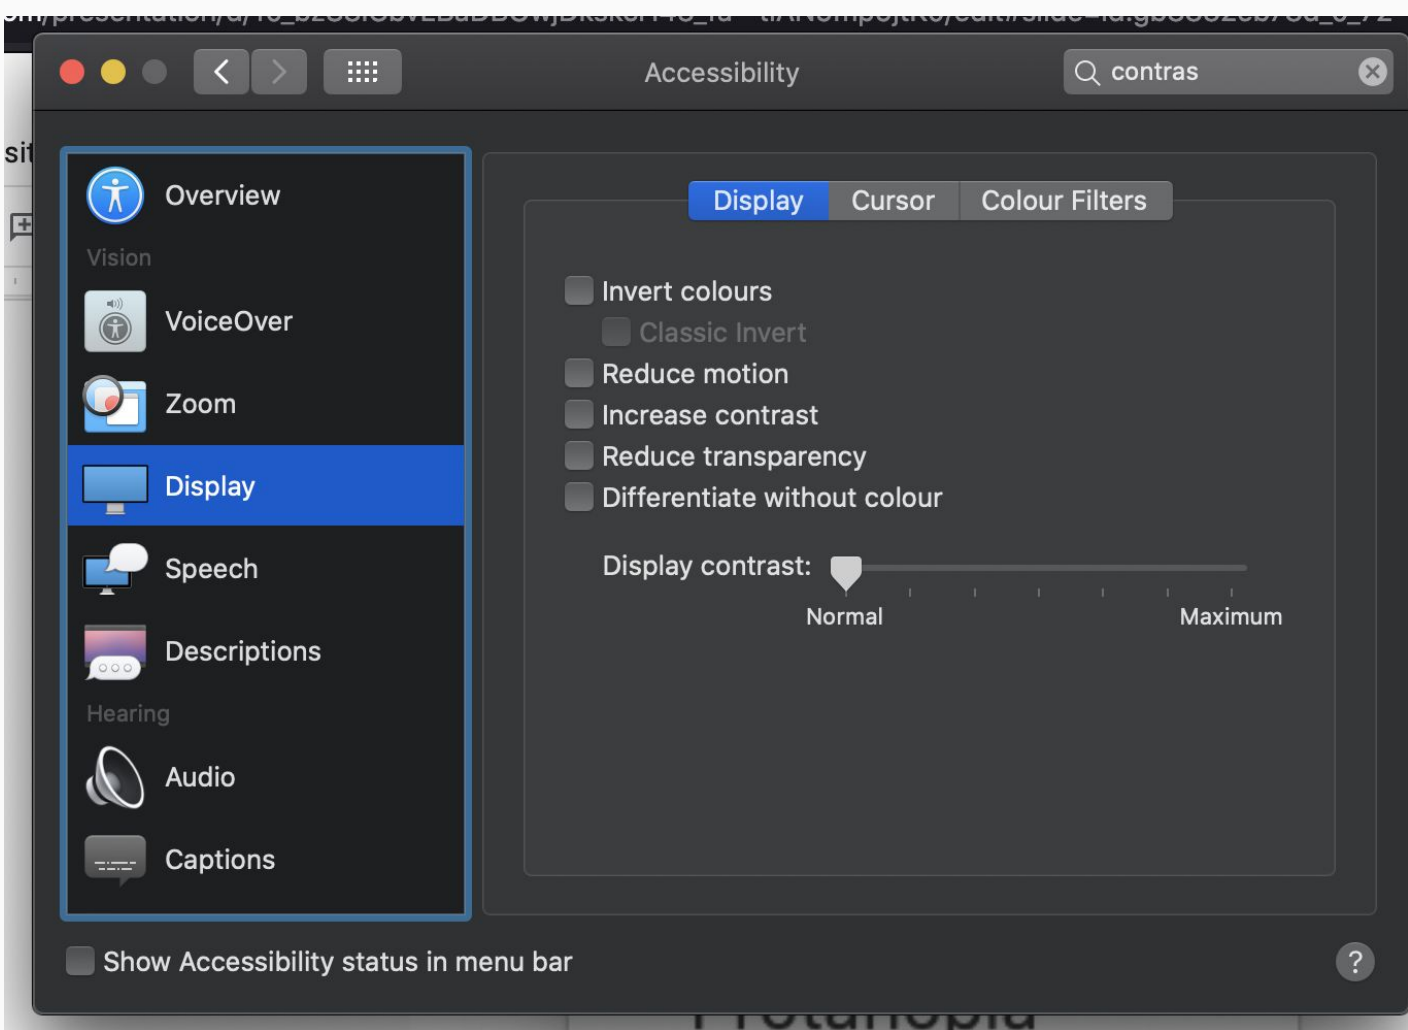 Accessibility
contras
sit
Overview
Vision
VoiceOver
Zoom
Display
Speech
Descriptions
Hearing
Audio
Captions
Display Cursor Colour Filters
Invert colours
Classic Invert
Reduce motion
Increase contrast
Reduce transparency
Differentiate without colour
Display contrast:
Normal Maximum
Show Accessibility status in menu bar
?
Protanopia